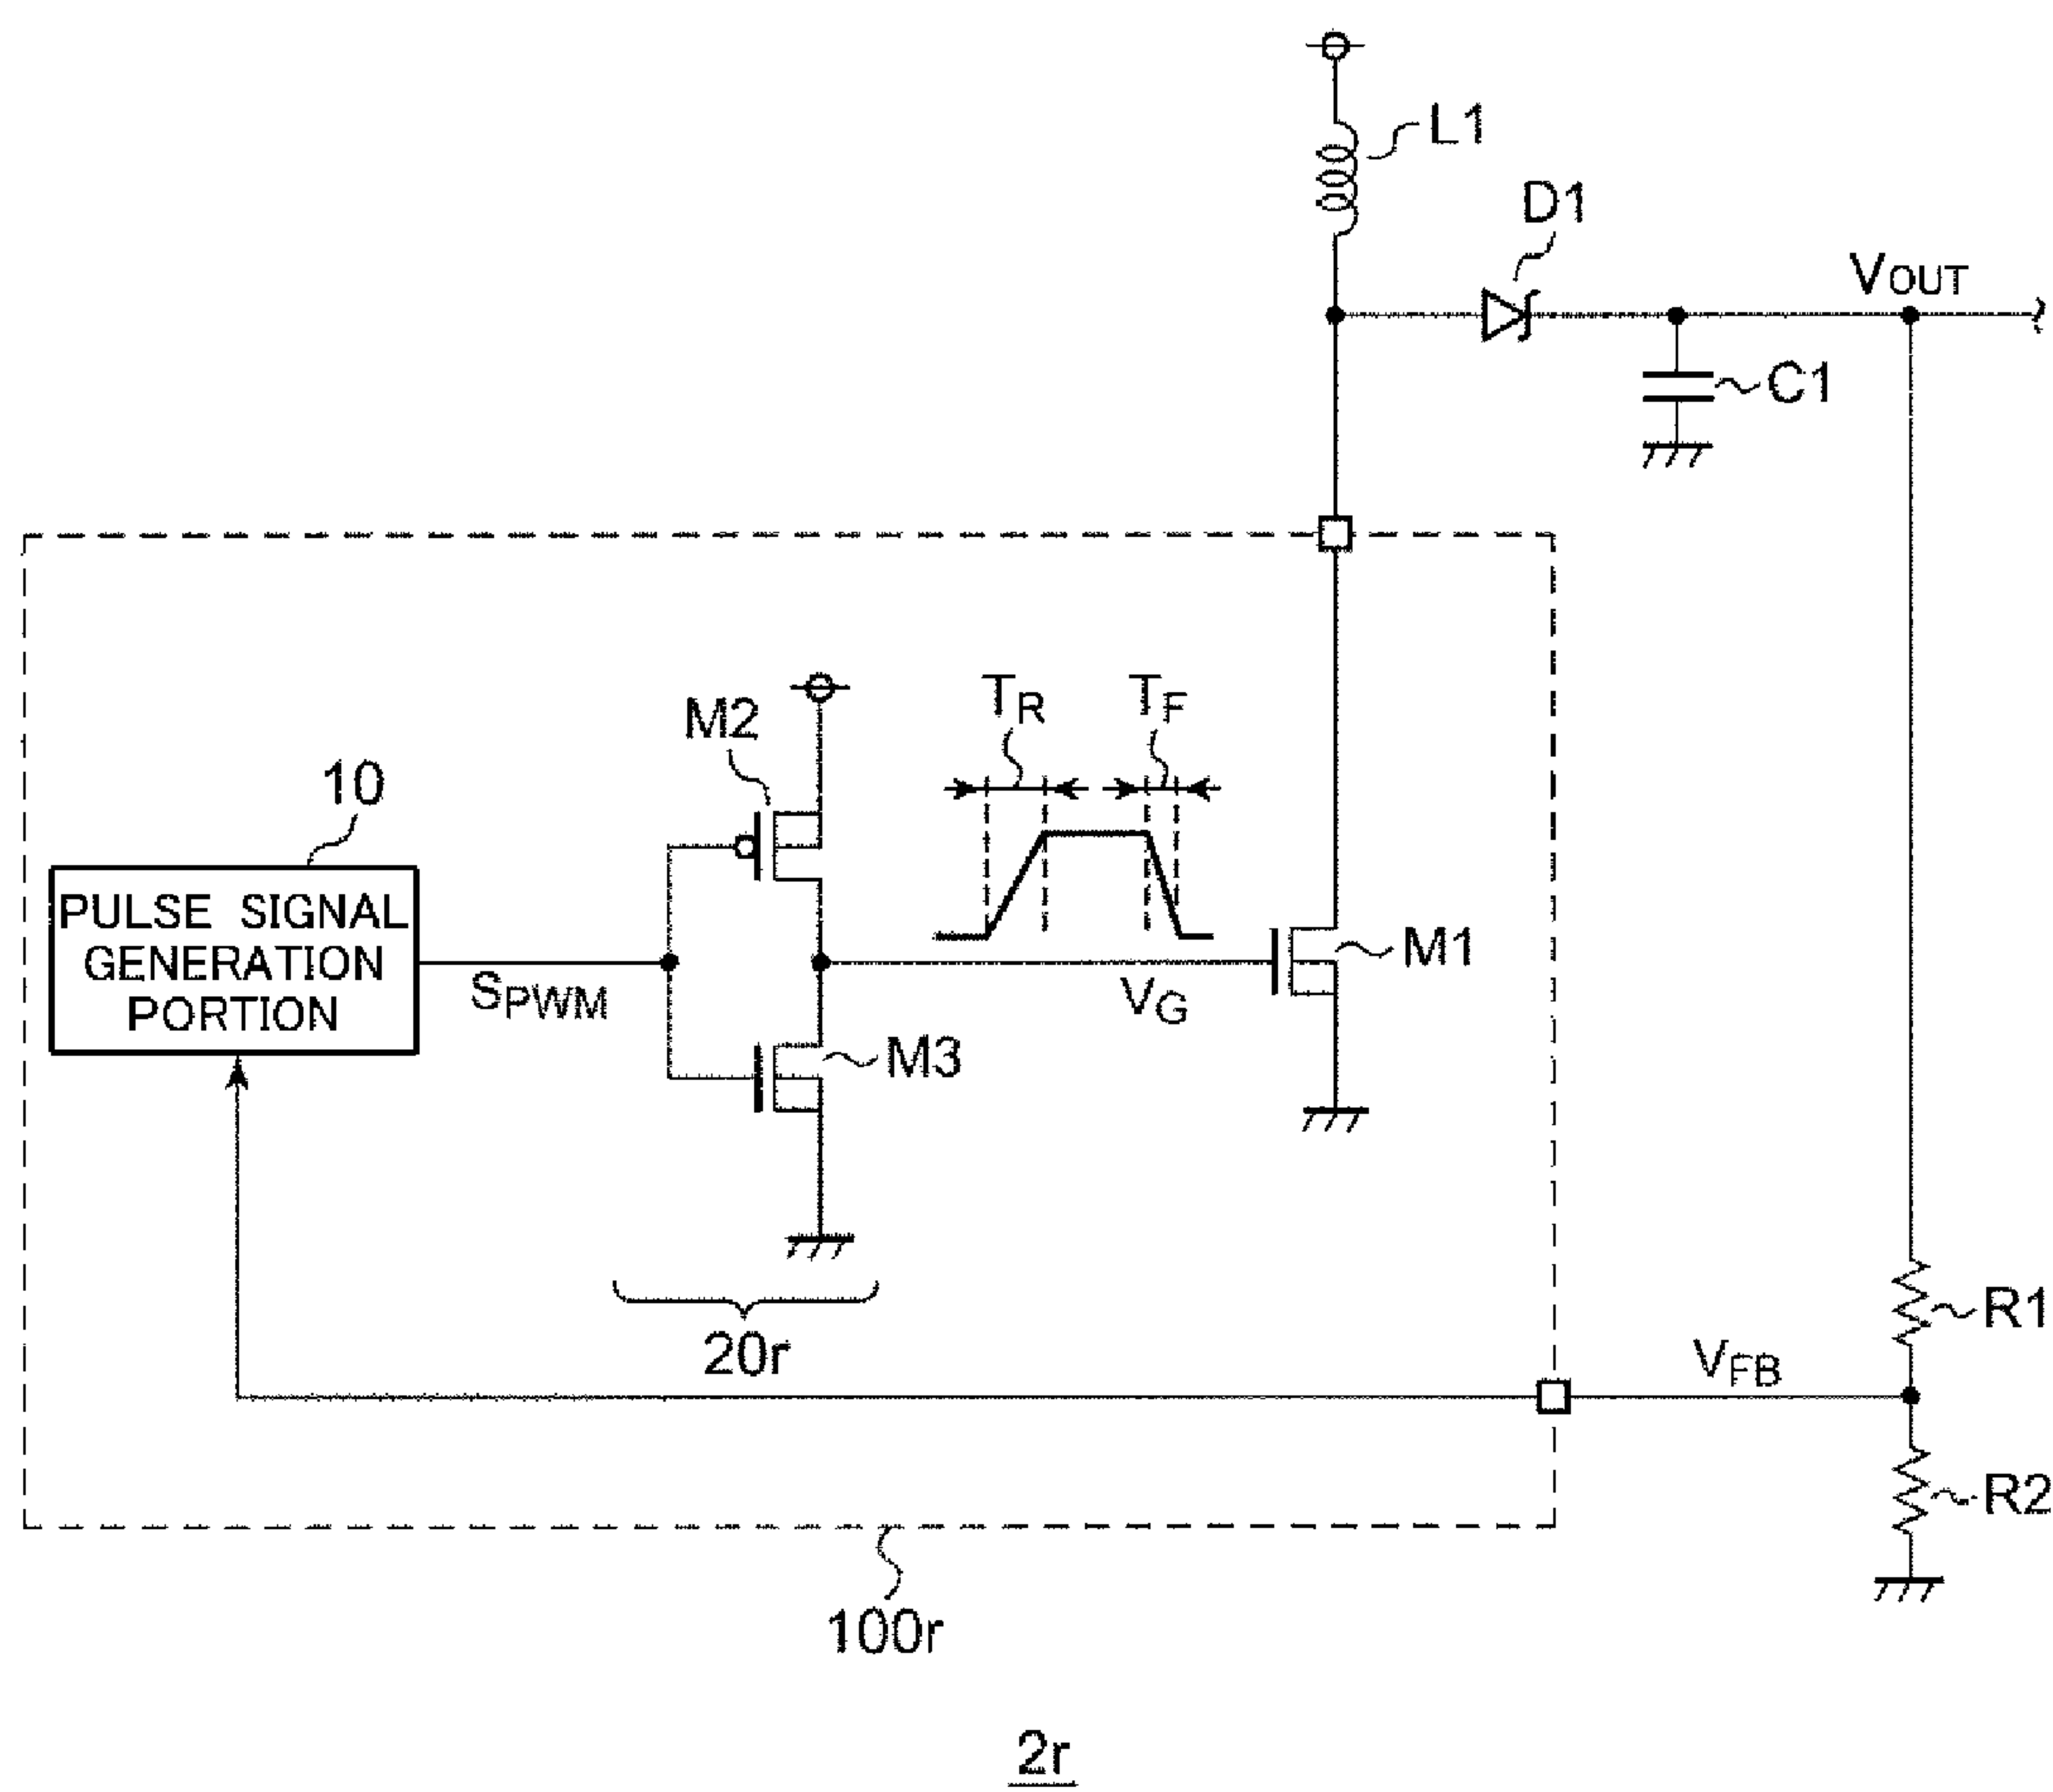 L1
D1
VOUT
C1
TR
TF
M2
10
PULSE SIGNAL
GENERATION
PORTION
SPWM
VG
M1
M3
20r
R1
VFB
R2
100r
2r